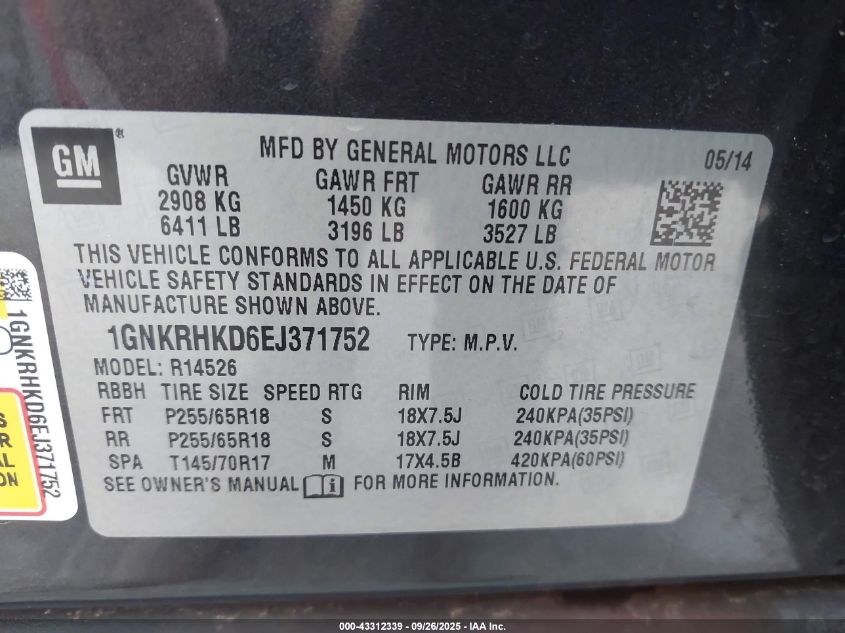 GM®
MFD BY GENERAL MOTORS LLC
05/14
GVWR GAWR FRT GAWR RR
2908 KG 1450 KG 1600 KG
6411 LB 3196 LB 3527 LB
THIS VEHICLE CONFORMS TO ALL APPLICABLE U.S. FEDERAL MOTOR
VEHICLE SAFETY STANDARDS IN EFFECT ON THE DATE OF
MANUFACTURE SHOWN ABOVE.
1GNKRHKD6EJ371752 TYPE: M.P.V.
MODEL: R14526
RBBH TIRE SIZE SPEED RTG RIM COLD TIRE PRESSURE
FRT P255/65R18 S 18X7.5J 240KPA(35PSI)
RR P255/65R18 S 18X7.5J 240KPA(35PSI)
SPA T145/70R17 M 17X4.5B 420KPA(60PSI)
SEE OWNER'S MANUAL i FOR MORE INFORMATION.
1GNKRHKD6EJ371752
000-43312339 - 09/26/2025 - IAA Inc.